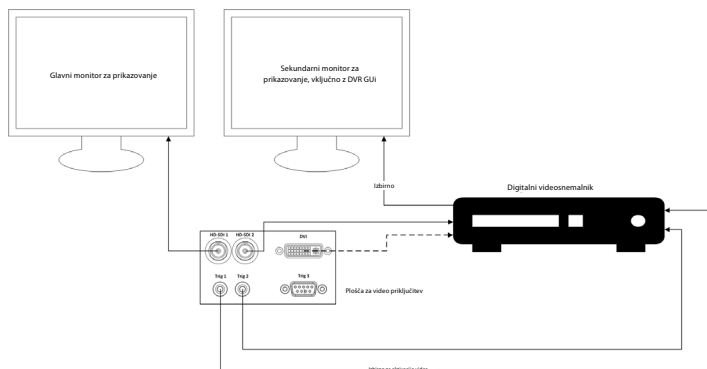 Glavni monitor za prikazovanje
Sekundarni monitor za
prikazovanje, vključno z DVR GUi
Izbirno
Digitalni videosnemalnik
HD-SDI 1 HD-SDI 2 DVI
Trig 1 Trig 2 Trig 3
Plošča za video priključitev